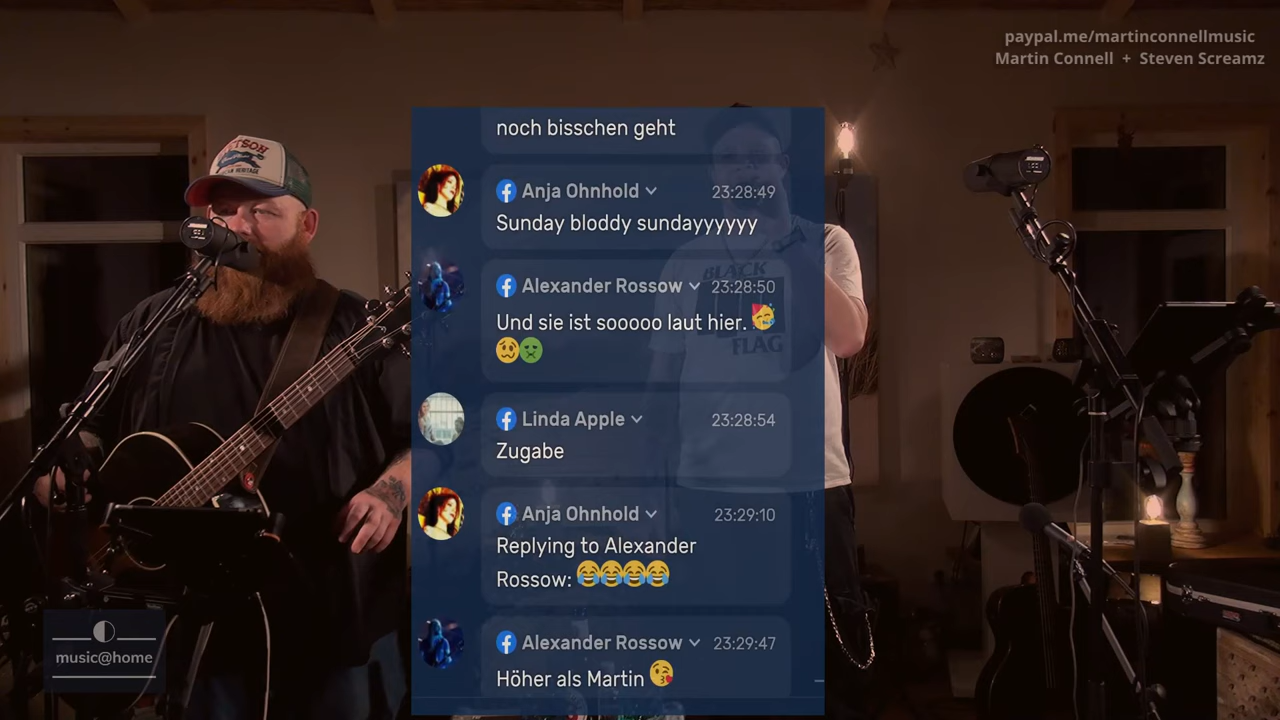 paypal.me/martinconnellmusic
Martin Connell + Steven Screamz
noch bisschen geht
Anja Ohnhold 23:28:49
Sunday bloddy sundayyyyyy
Alexander Rossow 23:28:50
Und sie ist sooooo laut hier. 🥳
🥴🤢
Linda Apple 23:28:54
Zugabe
Anja Ohnhold 23:29:10
Replying to Alexander
Rossow: 😂😂😂😂
Alexander Rossow 23:29:47
Höher als Martin 😘
BLACK
FLAG
music@home